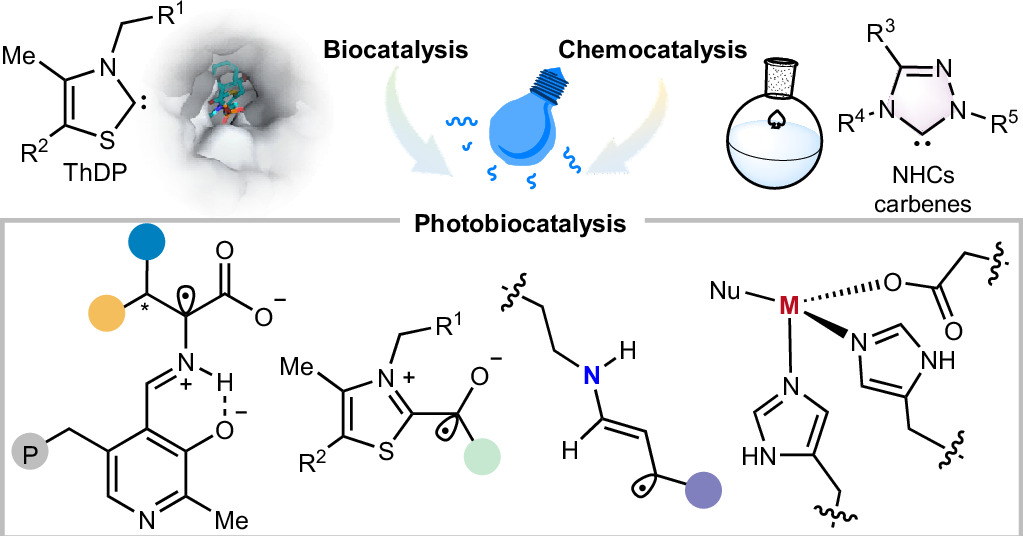 R1
Me
N
:
S
R2
ThDP
Biocatalysis
Chemocatalysis
R3
N
R4
N
N
R5
NHCs
carbenes
Photobiocatalysis
O
*
O−
N
+
H
−
O
P
N
Me
R1
Me
N
+
O−
S
R2
H
N
H
Nu
M
O
O
N
NH
N
HN